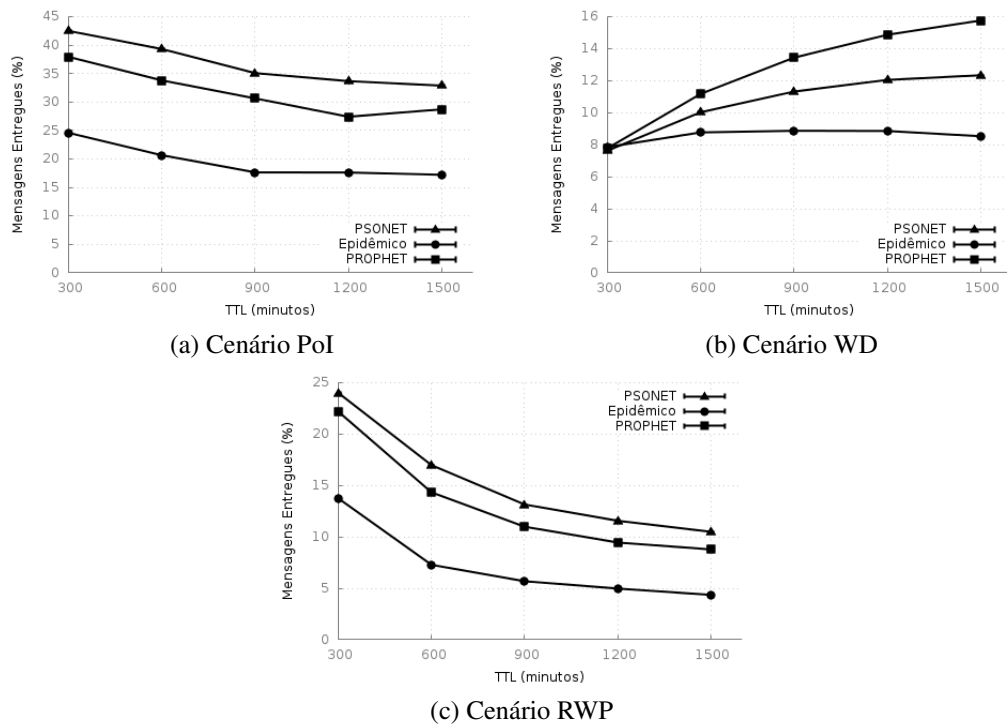 45
40
35
30
25
20
15
10
5
0
Mensagens Entregues (%)
PSONET
Epidêmico
PROPHET
300 600 900 1200 1500
TTL (minutos)
(a) Cenário PoI
16
14
12
10
8
6
4
2
0
Mensagens Entregues (%)
PSONET
Epidêmico
PROPHET
300 600 900 1200 1500
TTL (minutos)
(b) Cenário WD
25
20
15
10
5
0
Mensagens Entregues (%)
PSONET
Epidêmico
PROPHET
300 600 900 1200 1500
TTL (minutos)
(c) Cenário RWP